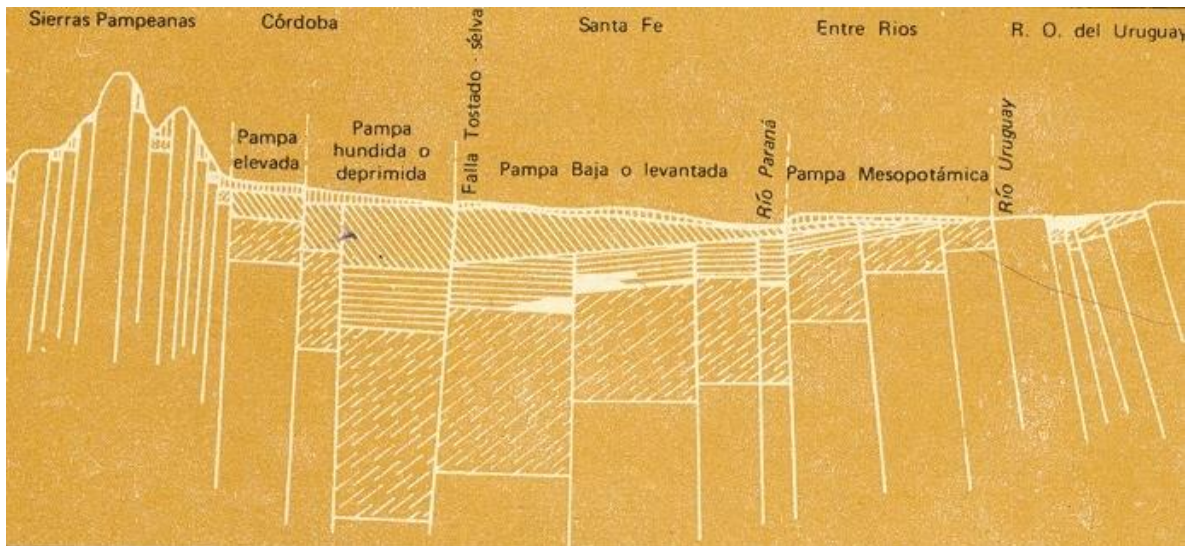 Sierras Pampeanas
Córdoba
Santa Fe
Entre Rios
R. O. del Uruguay
Pampa
elevada
Pampa
hundida o
deprimida
Falla Tostado - sélva
Pampa Baja o levantada
Río Paraná
Pampa Mesopotámica
Río Uruguay